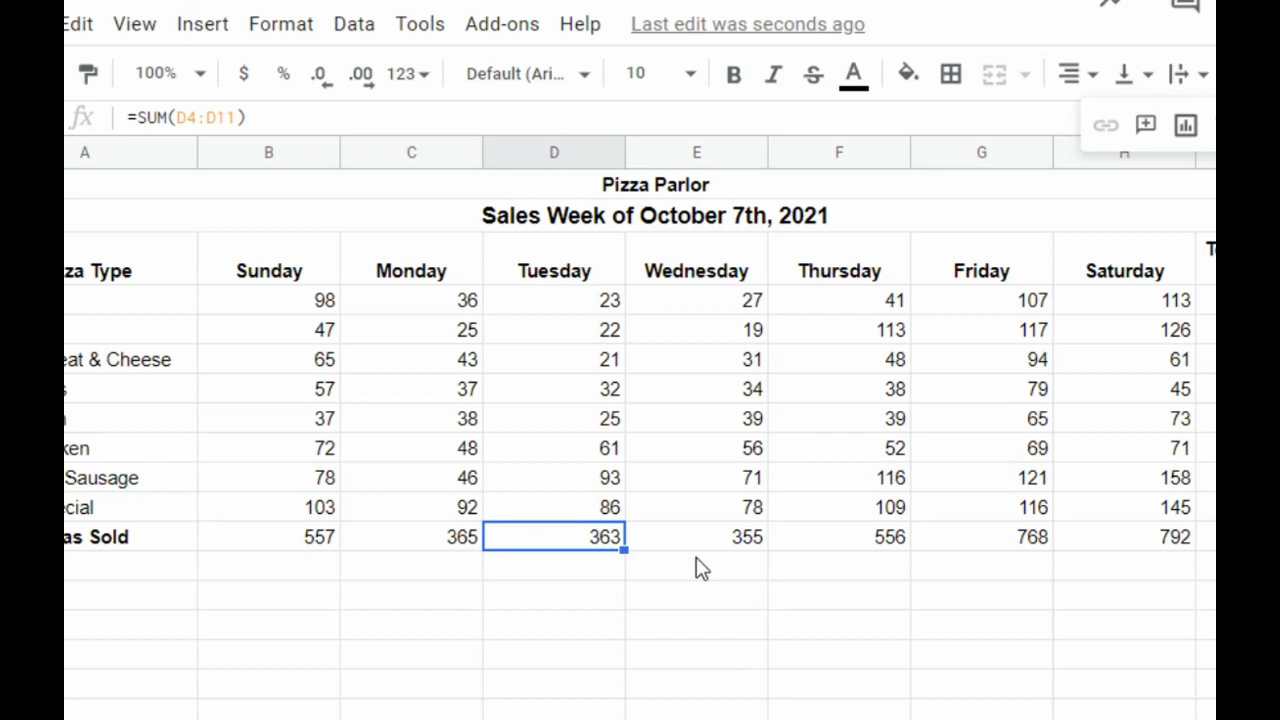 Edit View Insert Format Data Tools Add-ons Help Last edit was seconds ago
100% $ % .0 .00 123 Default (Ari... 10 B I S A
fx =SUM(D4:D11)
A B C D E F G H
Pizza Parlor
Sales Week of October 7th, 2021
za Type Sunday Monday Tuesday Wednesday Thursday Friday Saturday
98 36 23 27 41 107 113
47 25 22 19 113 117 126
eat & Cheese 65 43 21 31 48 94 61
s 57 37 32 34 38 79 45
37 38 25 39 39 65 73
ken 72 48 61 56 52 69 71
Sausage 78 46 93 71 116 121 158
ecial 103 92 86 78 109 116 145
as Sold 557 365 363 355 556 768 792